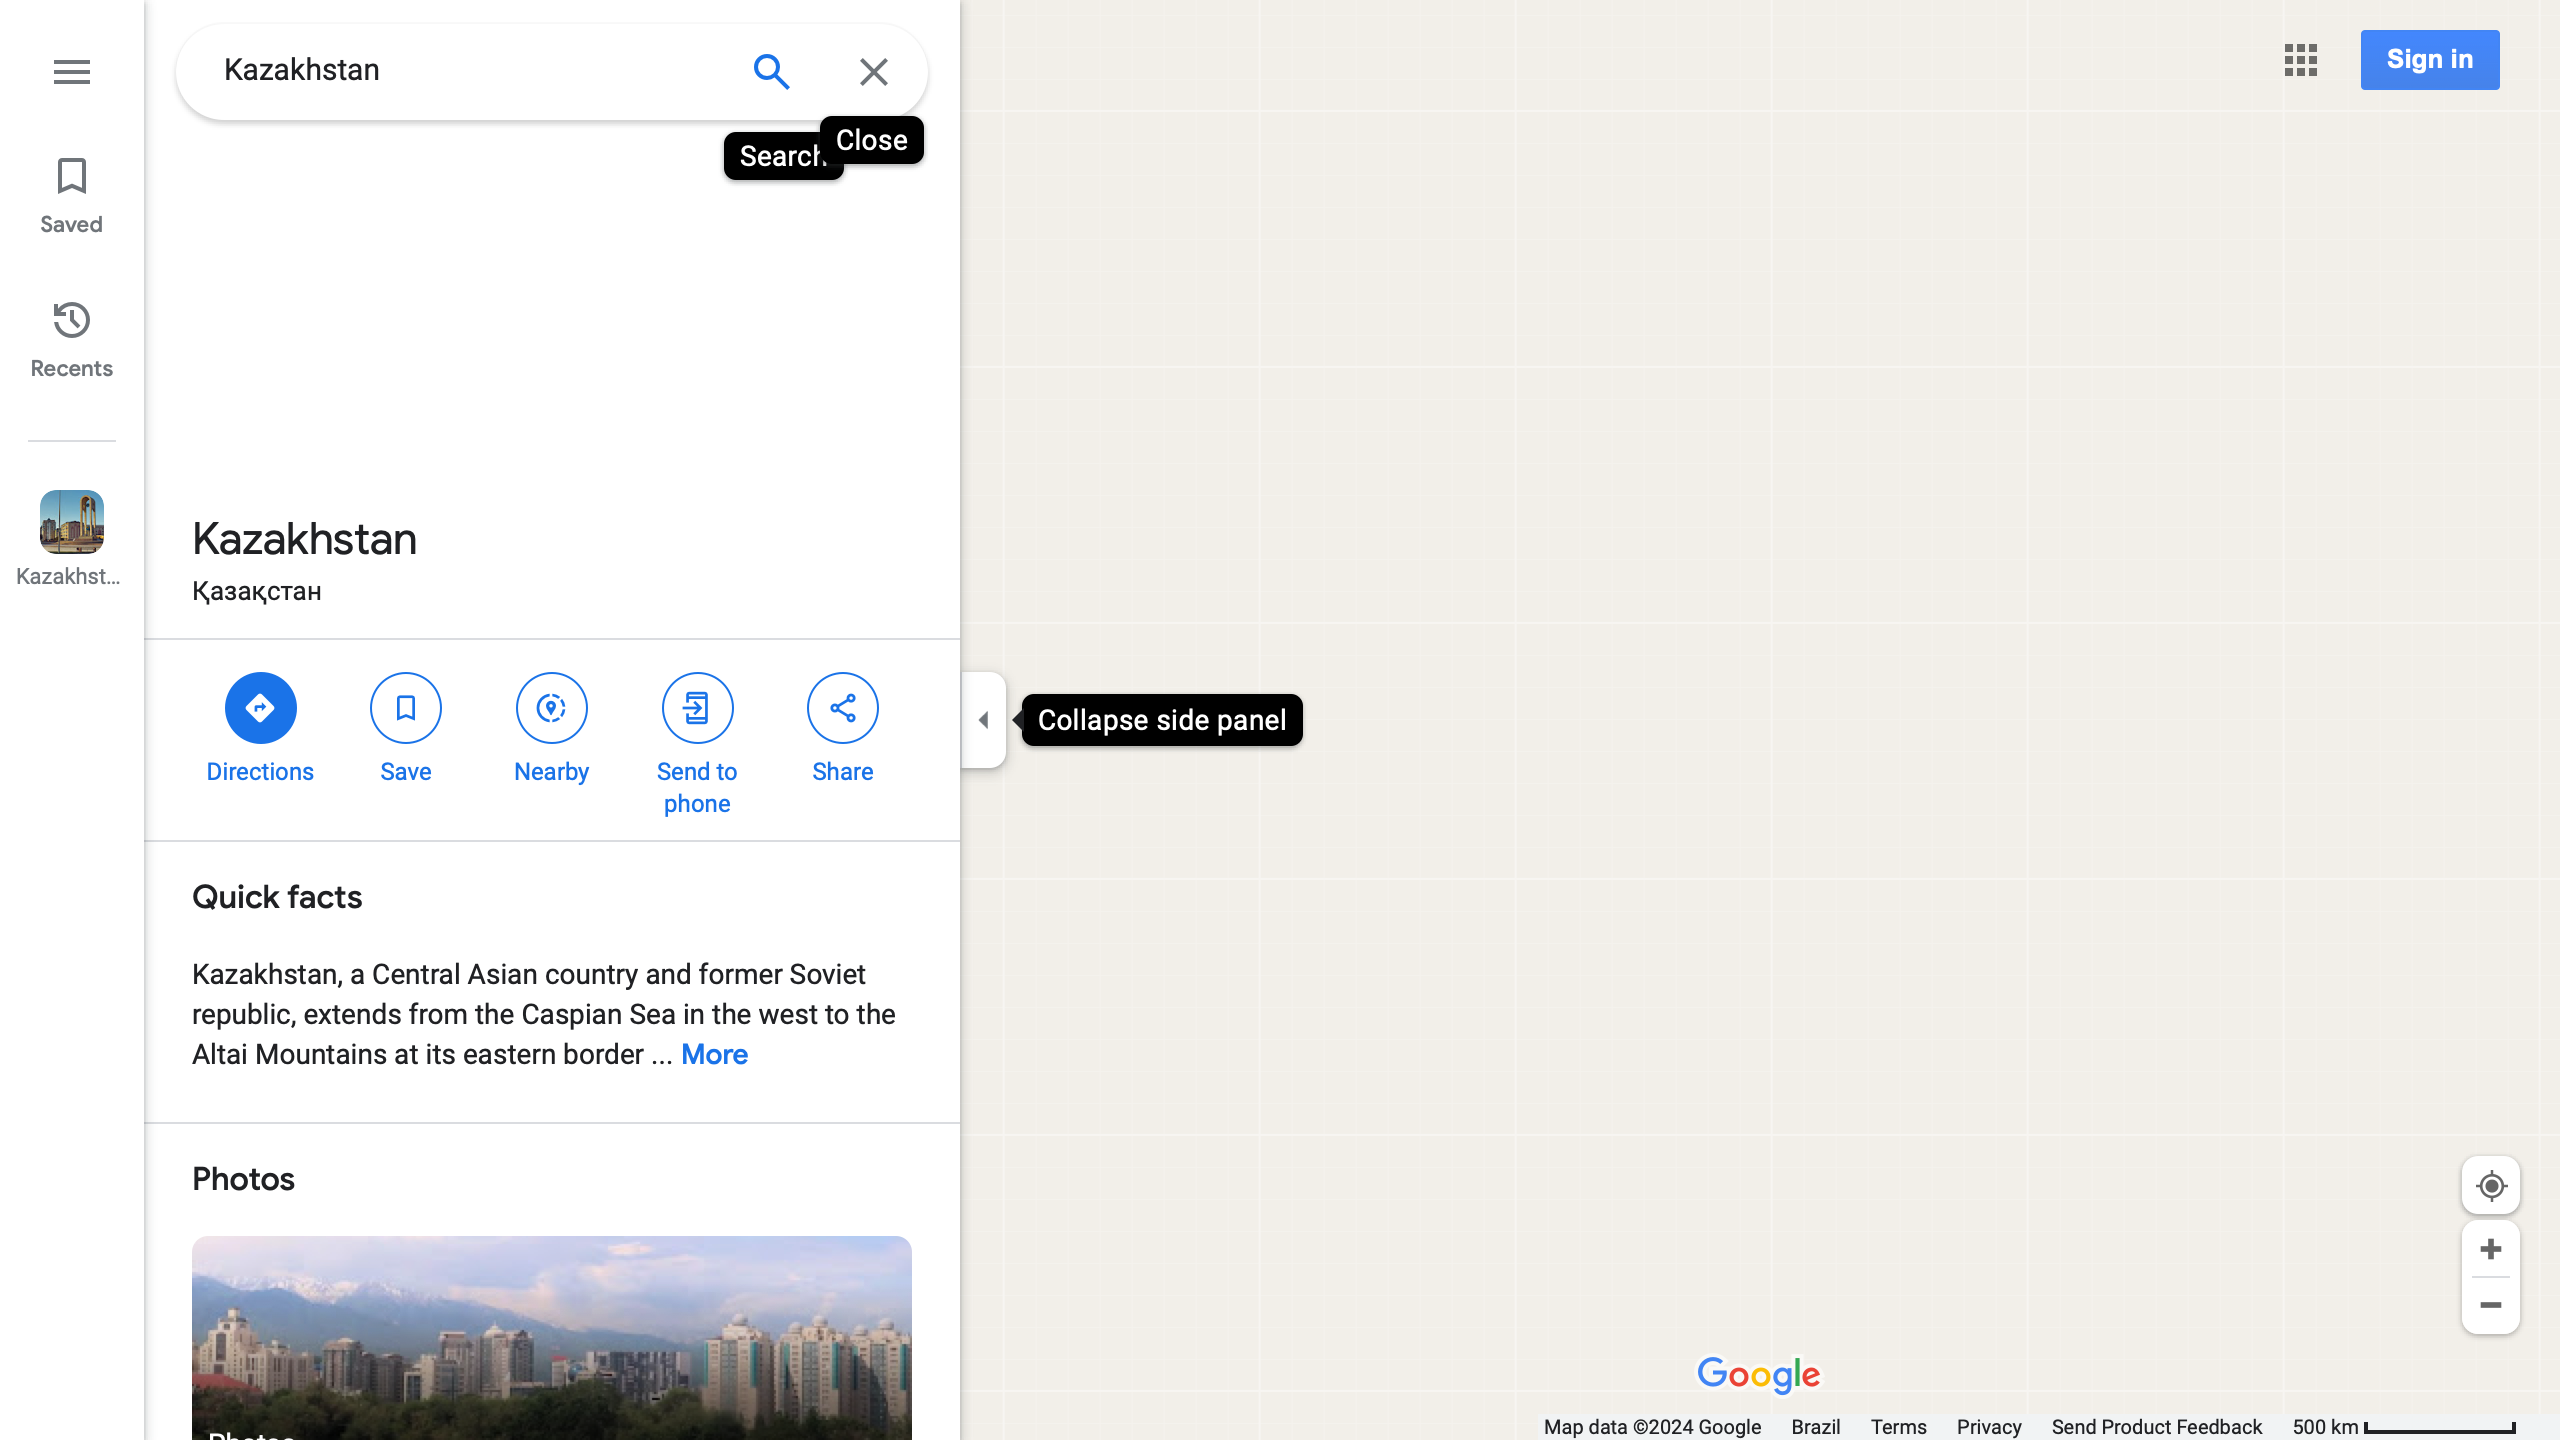 Kazakhstan
Sign in
Search
Close
Saved
Recents
Kazakhst...
Kazakhstan
Қазақстан
Directions
Save
Nearby
Send to
phone
Share
Collapse side panel
Quick facts
Kazakhstan, a Central Asian country and former Soviet
republic, extends from the Caspian Sea in the west to the
Altai Mountains at its eastern border ... More
Photos
Photos
Google
Map data ©2024 Google
Brazil
Terms
Privacy
Send Product Feedback
500 km